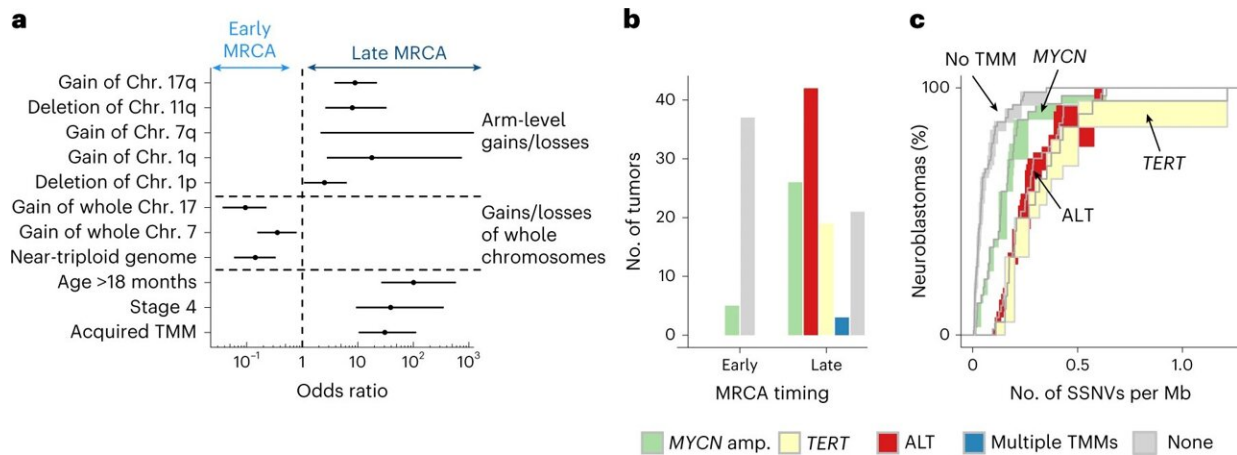 a
Early
MRCA
Late MRCA
Gain of Chr. 17q
Deletion of Chr. 11q
Gain of Chr. 7q
Gain of Chr. 1q
Deletion of Chr. 1p
Gain of whole Chr. 17
Gain of whole Chr. 7
Near-triploid genome
Age >18 months
Stage 4
Acquired TMM
Arm-level
gains/losses
Gains/losses
of whole
chromosomes
10⁻¹ 1 10¹ 10² 10³
Odds ratio
b
No. of tumors
40
30
20
10
0
Early Late
MRCA timing
c
Neuroblastomas (%)
100
0
No TMM
MYCN
TERT
ALT
0 0.5 1.0
No. of SSNVs per Mb
MYCN amp. TERT ALT Multiple TMMs None